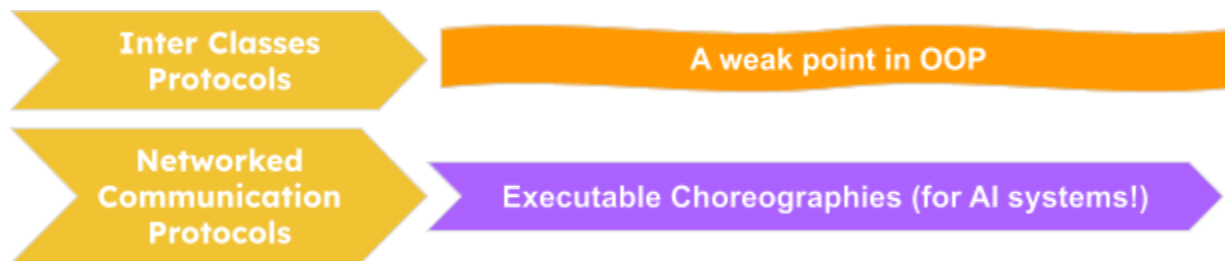 Inter Classes
Protocols
A weak point in OOP
Networked
Communication
Protocols
Executable Choreographies (for AI systems!)